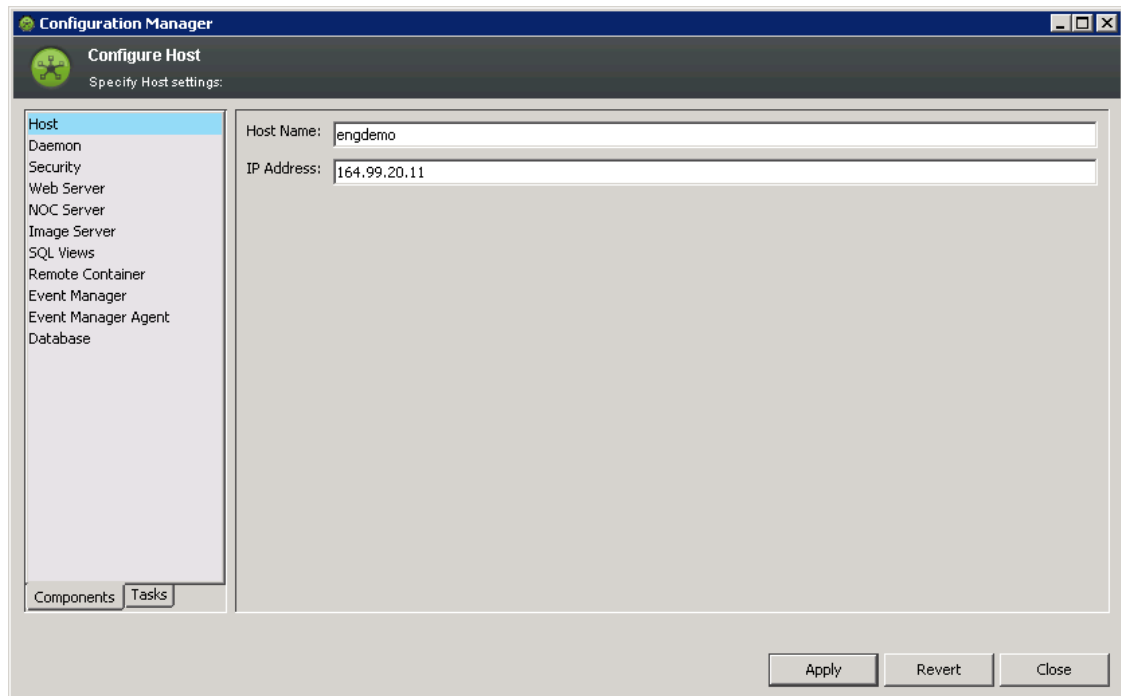 Configuration Manager
Configure Host
Specify Host settings:
Host
Daemon
Security
Web Server
NOC Server
Image Server
SQL Views
Remote Container
Event Manager
Event Manager Agent
Database
Components Tasks
Host Name: engdemo
IP Address: 164.99.20.11
Apply Revert Close